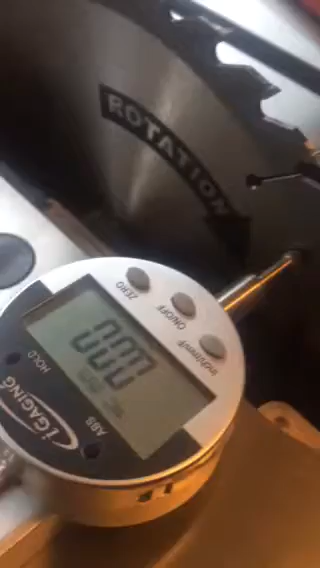 ROTATION
ZERO
ON/OFF
in/mm/F
0.00
HOLD
ABS
iGAGING